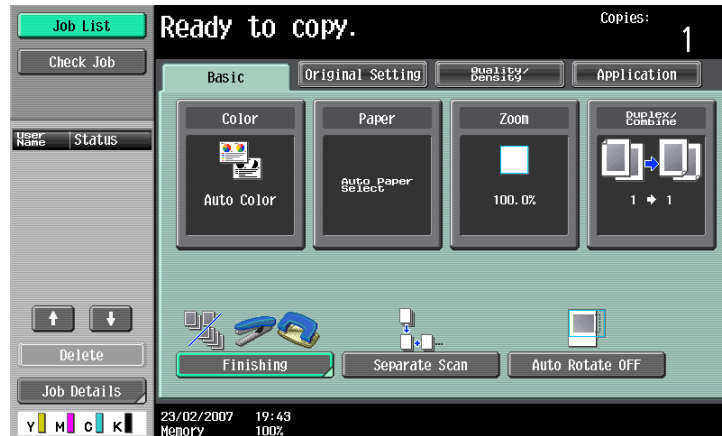 Job List
Check Job
User Name Status
Delete
Job Details
Y M C K
Ready to copy.
Copies:
1
Basic
Original Setting
Quality/
Density
Application
Color
Auto Color
Paper
Auto Paper
Select
Zoom
100.0%
Duplex/
Combine
1 → 1
Finishing
Separate Scan
Auto Rotate OFF
23/02/2007 19:43
Memory 100%